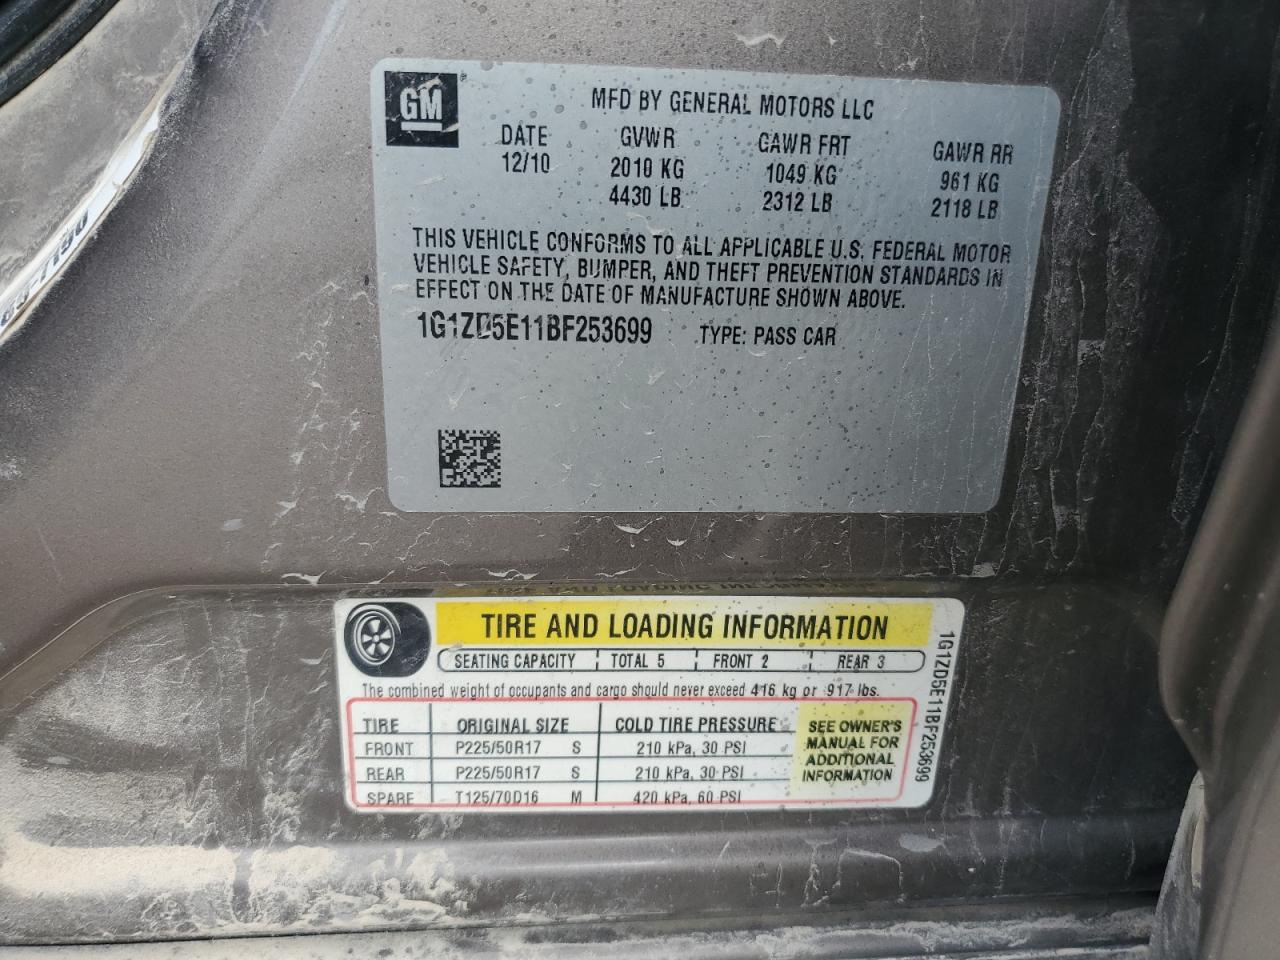 GM
MFD BY GENERAL MOTORS LLC
DATE GVWR GAWR FRT GAWR RR
12/10 2010 KG 1049 KG 961 KG
4430 LB 2312 LB 2118 LB
THIS VEHICLE CONFORMS TO ALL APPLICABLE U.S. FEDERAL MOTOR
VEHICLE SAFETY, BUMPER, AND THEFT PREVENTION STANDARDS IN
EFFECT ON THE DATE OF MANUFACTURE SHOWN ABOVE.
1G1ZD5E11BF253699 TYPE: PASS CAR
TIRE AND LOADING INFORMATION
SEATING CAPACITY TOTAL 5 FRONT 2 REAR 3
The combined weight of occupants and cargo should never exceed 416 kg or 917 lbs.
TIRE ORIGINAL SIZE COLD TIRE PRESSURE
FRONT P225/50R17 S 210 kPa, 30 PSI
REAR P225/50R17 S 210 kPa, 30 PSI
SPARE T125/70D16 M 420 kPa, 60 PSI
SEE OWNER'S
MANUAL FOR
ADDITIONAL
INFORMATION
1G1ZD5E11BF253699